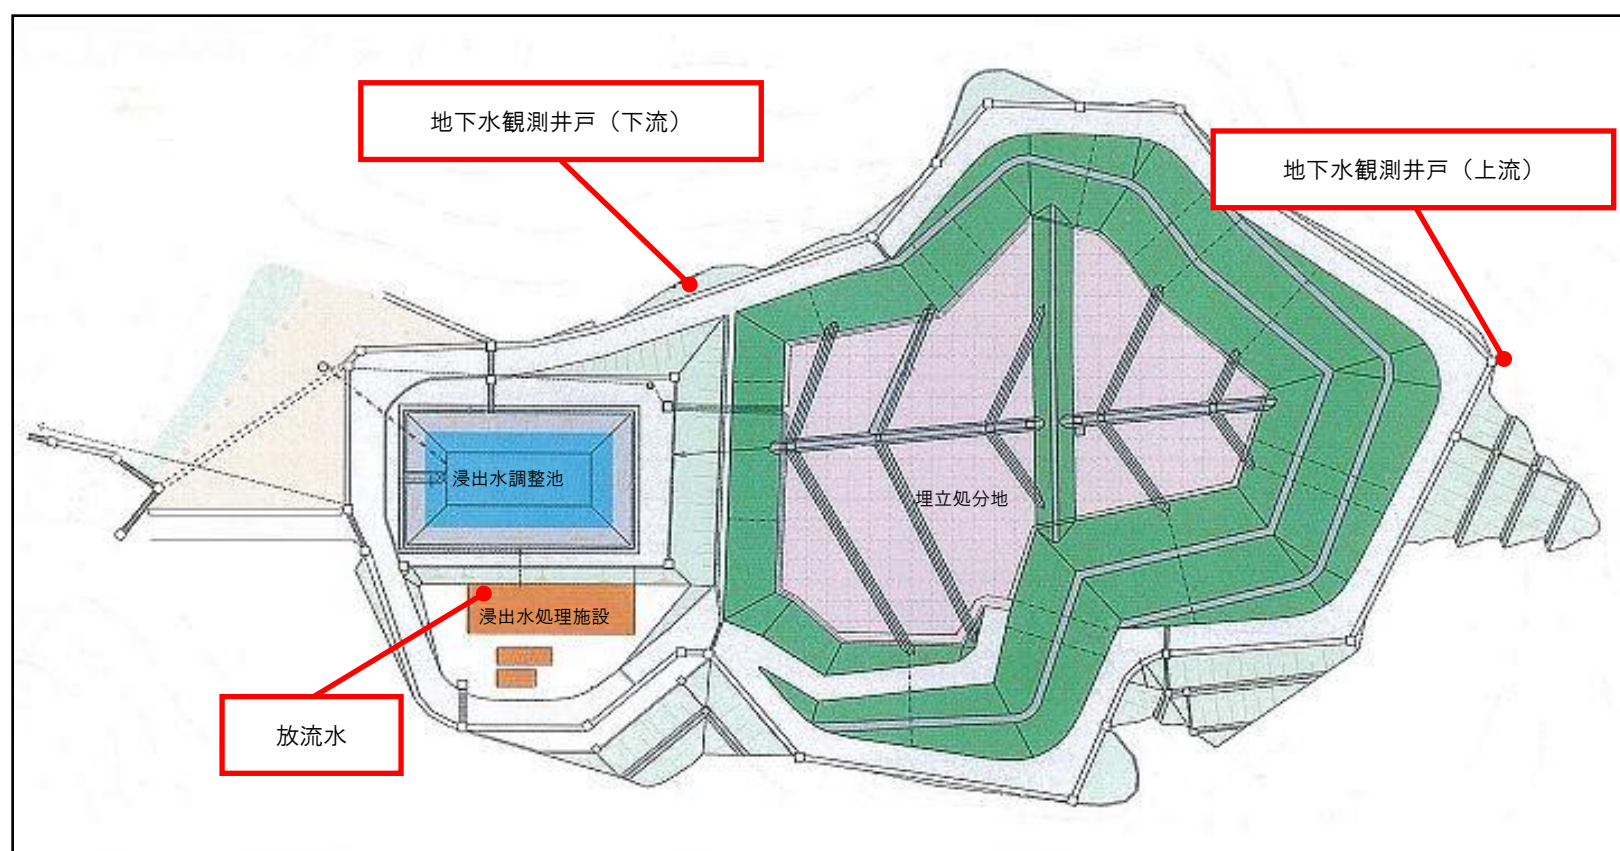 地下水観測井戸（下流）
地下水観測井戸（上流）
浸出水調整池
埋立処分地
浸出水処理施設
放流水